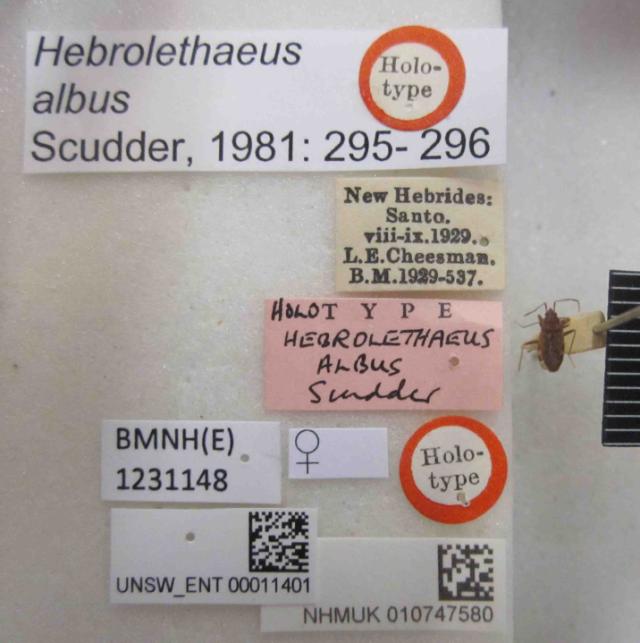 Hebrolethaeus
albus
Scudder, 1981: 295-296
Holo-
type
New Hebrides:
Santo.
viii-ix.1929.
L.E.Cheesman.
B.M.1929-537.
HOLOTYPE
HEBROLETHAEUS
ALBUS
Scudder
BMNH(E)
1231148
♀
Holo-
type
UNSW_ENT 00011401
NHMUK 010747580